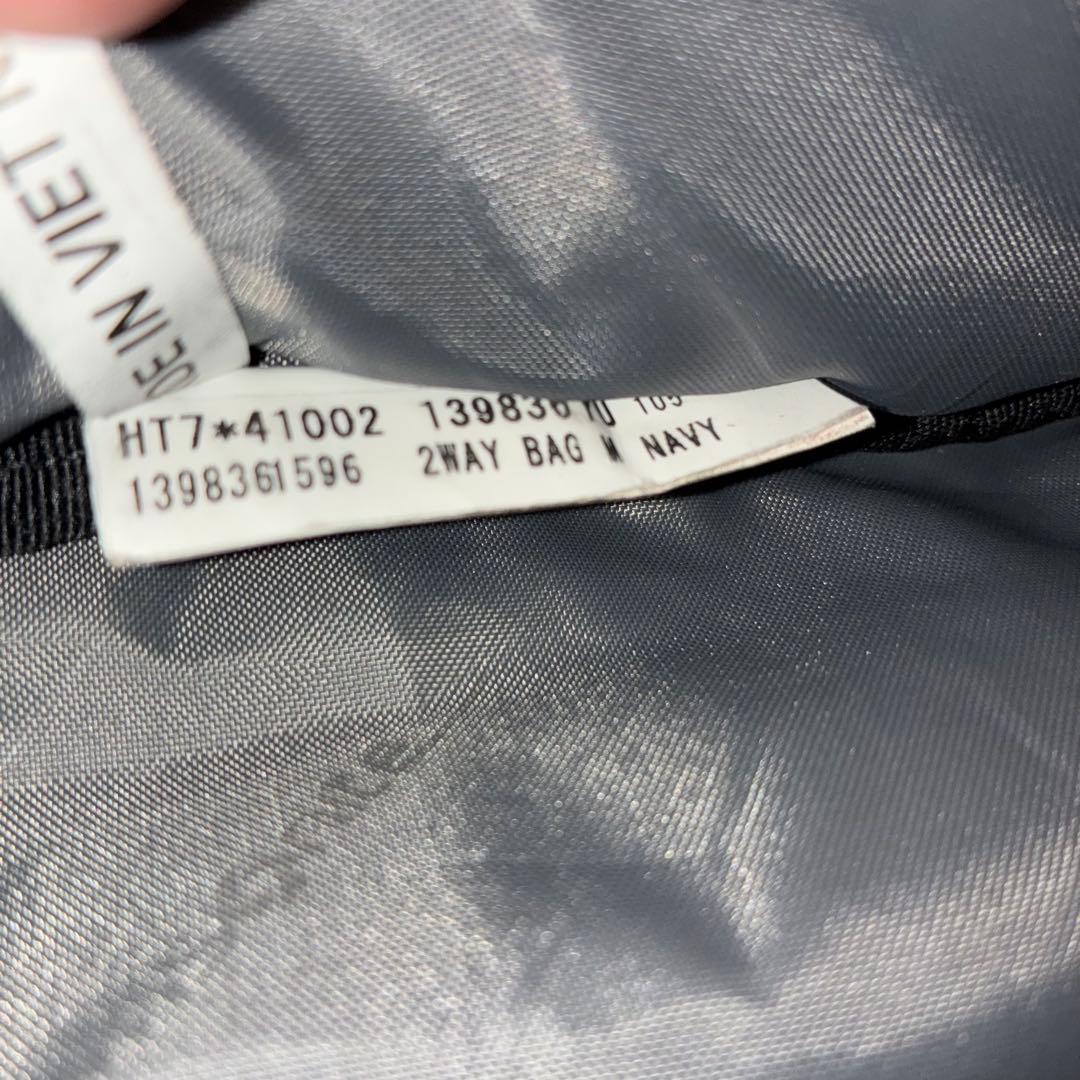 DE IN VIET
HT7*41002 139836
1398361596 2WAY BAG M NAVY